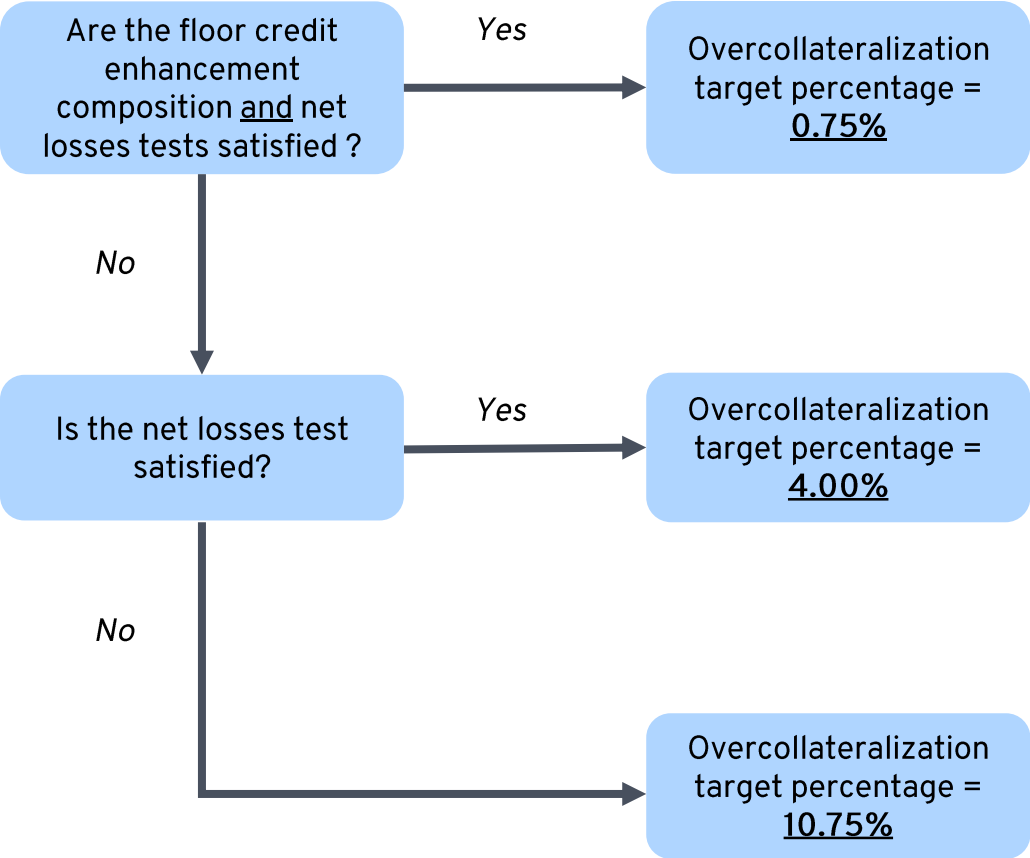 Are the floor credit
enhancement
composition and net
losses tests satisfied ?
Yes
Overcollateralization
target percentage =
0.75%
No
Is the net losses test
satisfied?
Yes
Overcollateralization
target percentage =
4.00%
No
Overcollateralization
target percentage =
10.75%